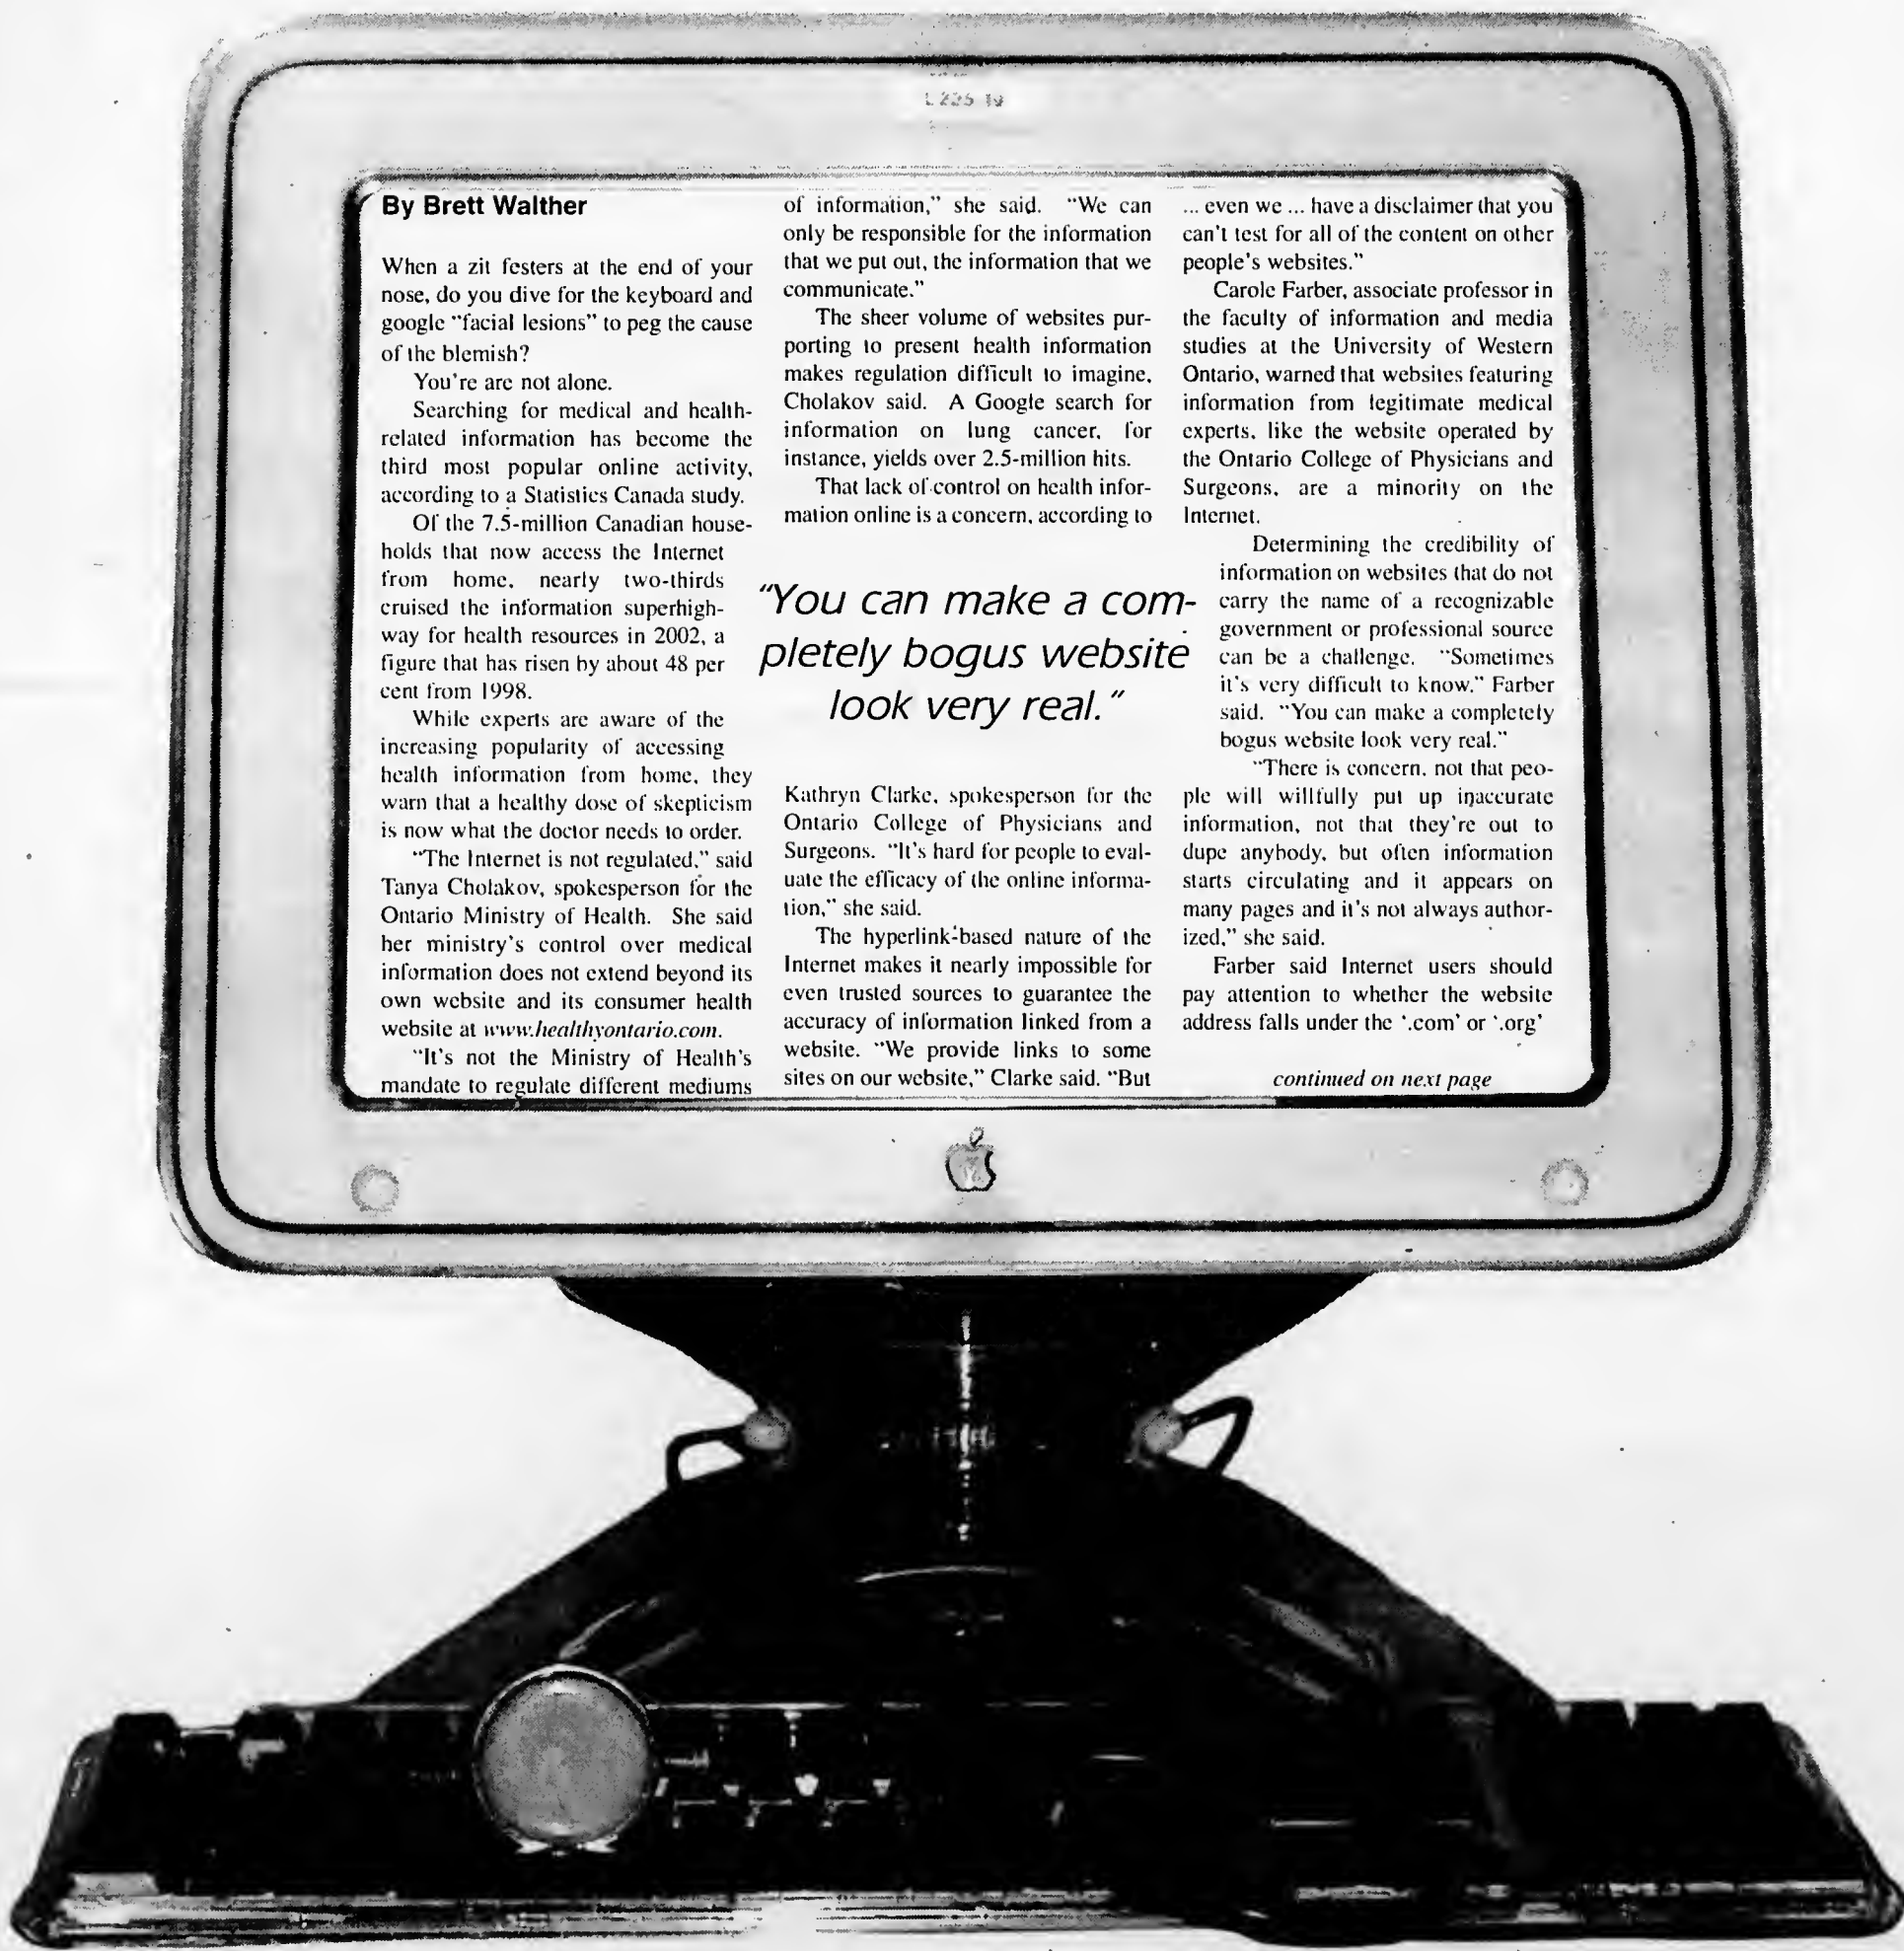 By Brett Walther
When a zit festers at the end of your
nose, do you dive for the keyboard and
google "facial lesions" to peg the cause
of the blemish?
You're are not alone.
Searching for medical and health-
related information has become the
third most popular online activity,
according to a Statistics Canada study.
Of the 7.5-million Canadian house-
holds that now access the Internet
from home, nearly two-thirds
cruised the information superhigh-
way for health resources in 2002, a
figure that has risen by about 48 per
cent from 1998.
While experts are aware of the
increasing popularity of accessing
health information from home, they
warn that a healthy dose of skepticism
is now what the doctor needs to order.
"The Internet is not regulated," said
Tanya Cholakov, spokesperson for the
Ontario Ministry of Health. She said
her ministry's control over medical
information does not extend beyond its
own website and its consumer health
website at www.healthyontario.com.
"It's not the Ministry of Health's
mandate to regulate different mediums
of information," she said. "We can
only be responsible for the information
that we put out, the information that we
communicate."
The sheer volume of websites pur-
porting to present health information
makes regulation difficult to imagine,
Cholakov said. A Google search for
information on lung cancer, for
instance, yields over 2.5-million hits.
That lack of control on health infor-
mation online is a concern, according to
"You can make a com-
pletely bogus website
look very real."
Kathryn Clarke, spokesperson for the
Ontario College of Physicians and
Surgeons. "It's hard for people to eval-
uate the efficacy of the online informa-
tion," she said.
The hyperlink-based nature of the
Internet makes it nearly impossible for
even trusted sources to guarantee the
accuracy of information linked from a
website. "We provide links to some
sites on our website," Clarke said. "But
... even we ... have a disclaimer that you
can't test for all of the content on other
people's websites."
Carole Farber, associate professor in
the faculty of information and media
studies at the University of Western
Ontario, warned that websites featuring
information from legitimate medical
experts, like the website operated by
the Ontario College of Physicians and
Surgeons, are a minority on the
Internet.
Determining the credibility of
information on websites that do not
carry the name of a recognizable
government or professional source
can be a challenge. "Sometimes
it's very difficult to know." Farber
said. "You can make a completely
bogus website look very real."
"There is concern, not that peo-
ple will willfully put up inaccurate
information, not that they're out to
dupe anybody, but often information
starts circulating and it appears on
many pages and it's not always author-
ized," she said.
Farber said Internet users should
pay attention to whether the website
address falls under the '.com' or '.org'
continued on next page